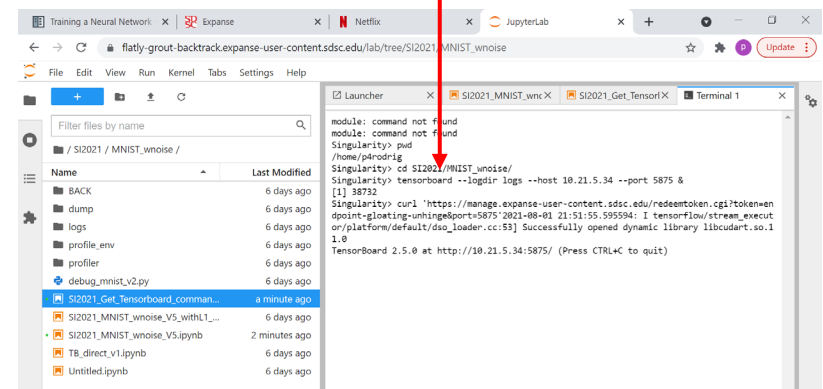 Training a Neural Network
Expanse
Netflix
JupyterLab
flatly-grout-backtrack.expanse-user-content.sdsc.edu/lab/tree/SI2021/MNIST_wnoise
P
Update
File Edit View Run Kernel Tabs Settings Help
Filter files by name
/ SI2021 / MNIST_wnoise /
Name Last Modified
BACK 6 days ago
dump 6 days ago
logs 6 days ago
profile_env 6 days ago
profiler 6 days ago
debug_mnist_v2.py 6 days ago
SI2021_Get_Tensorboard_comman... a minute ago
SI2021_MNIST_wnoise_V5_withL1_... 6 days ago
SI2021_MNIST_wnoise_V5.ipynb 2 minutes ago
TB_direct_v1.ipynb 6 days ago
Untitled.ipynb 6 days ago
Launcher
SI2021_MNIST_wnc
SI2021_Get_Tensorl
Terminal 1
module: command not found
module: command not found
Singularity> pwd
/home/p4rodrig
Singularity> cd SI2021/MNIST_wnoise/
Singularity> tensorboard --logdir logs --host 10.21.5.34 --port 5875 &
[1] 38732
Singularity> curl 'https://manage.expanse-user-content.sdsc.edu/redeemtoken.cgi?token=en
dpoint-gloating-unhinge&port=5875'2021-08-01 21:51:55.595594: I tensorflow/stream_execut
or/platform/default/dso_loader.cc:53] Successfully opened dynamic library libcudart.so.1
1.0
TensorBoard 2.5.0 at http://10.21.5.34:5875/ (Press CTRL+C to quit)